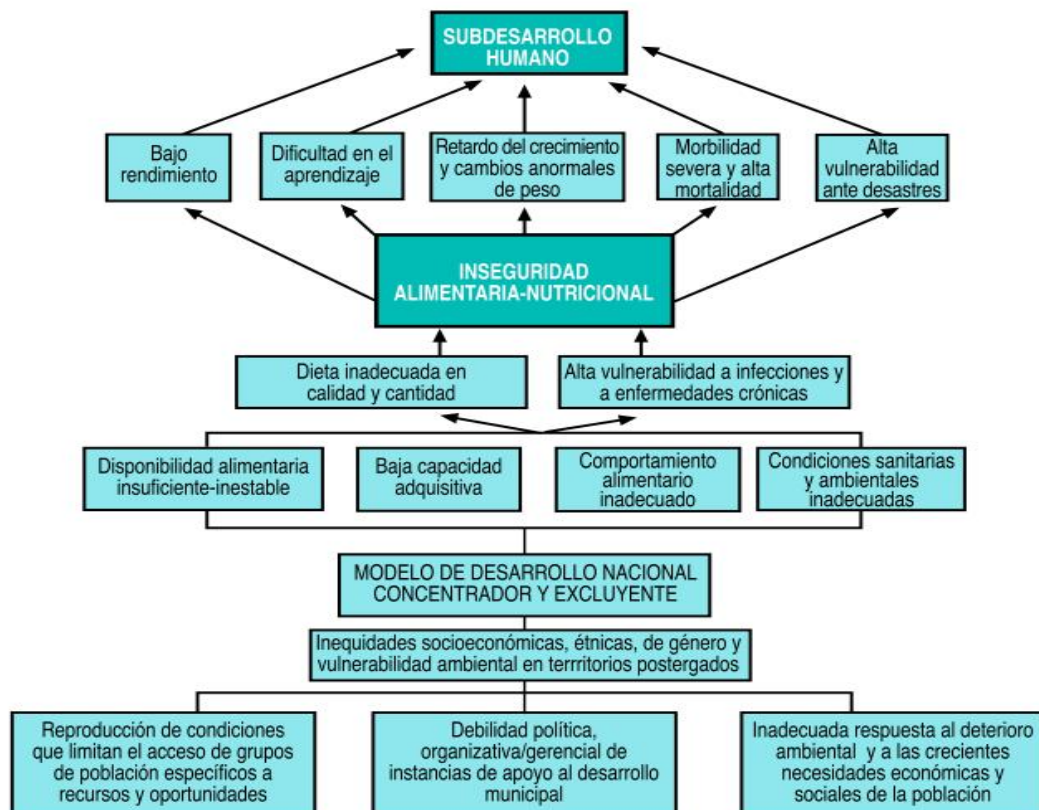 SUBDESARROLLO
HUMANO
Bajo
rendimiento
Dificultad en el
aprendizaje
Retardo del crecimiento
y cambios anormales
de peso
Morbilidad
severa y alta
mortalidad
Alta
vulnerabilidad
ante desastres
INSEGURIDAD
ALIMENTARIA-NUTRICIONAL
Dieta inadecuada en
calidad y cantidad
Alta vulnerabilidad a infecciones y
a enfermedades crónicas
Disponibilidad alimentaria
insuficiente-inestable
Baja capacidad
adquisitiva
Comportamiento
alimentario
inadecuado
Condiciones sanitarias
y ambientales
inadecuadas
MODELO DE DESARROLLO NACIONAL
CONCENTRADOR Y EXCLUYENTE
Inequidades socioeconómicas, étnicas, de género y
vulnerabilidad ambiental en terrritorios postergados
Reproducción de condiciones
que limitan el acceso de grupos
de población específicos a
recursos y oportunidades
Debilidad política,
organizativa/gerencial de
instancias de apoyo al desarrollo
municipal
Inadecuada respuesta al deterioro
ambiental y a las crecientes
necesidades económicas y
sociales de la población